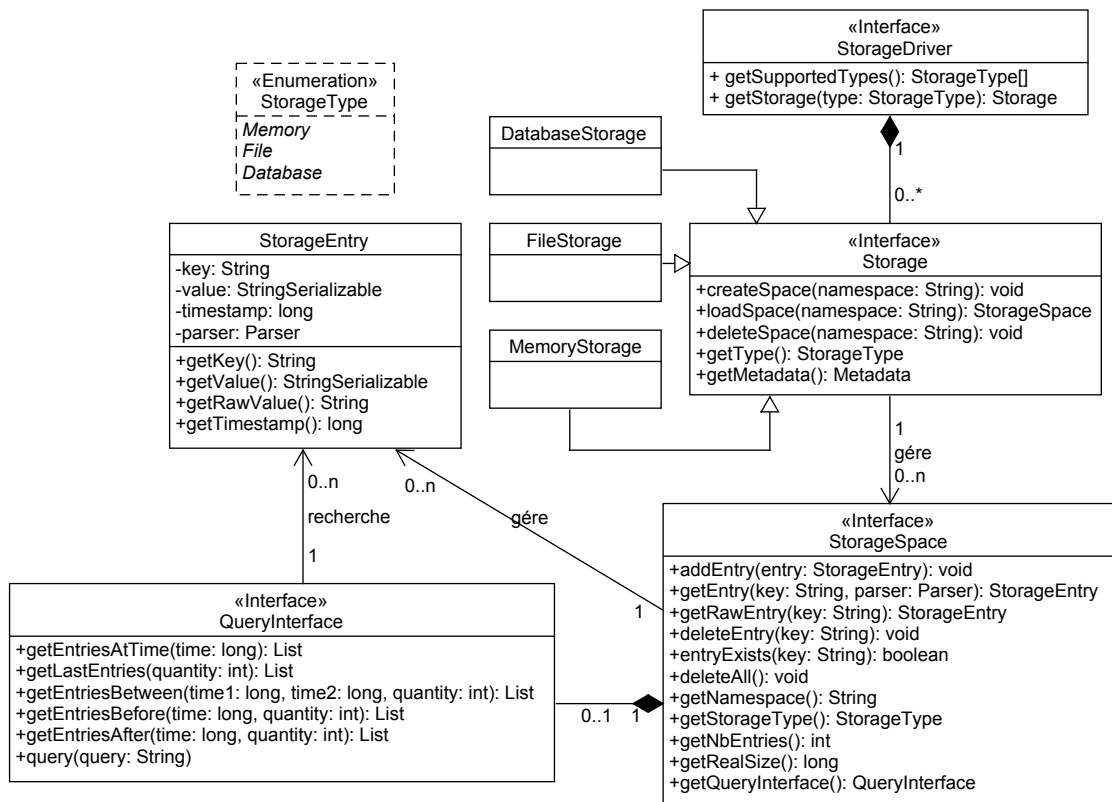 «Interface»
StorageDriver
+ getSupportedTypes(): StorageType[]
+ getStorage(type: StorageType): Storage
1
0..*
«Enumeration»
StorageType
Memory
File
Database
DatabaseStorage
FileStorage
MemoryStorage
«Interface»
Storage
+createSpace(namespace: String): void
+loadSpace(namespace: String): StorageSpace
+deleteSpace(namespace: String): void
+getType(): StorageType
+getMetadata(): Metadata
1
gére
0..n
StorageEntry
-key: String
-value: StringSerializable
-timestamp: long
-parser: Parser
+getKey(): String
+getValue(): StringSerializable
+getRawValue(): String
+getTimestamp(): long
0..n
recherche
1
0..n
gére
1
«Interface»
QueryInterface
+getEntriesAtTime(time: long): List
+getLastEntries(quantity: int): List
+getEntriesBetween(time1: long, time2: long, quantity: int): List
+getEntriesBefore(time: long, quantity: int): List
+getEntriesAfter(time: long, quantity: int): List
+query(query: String)
0..1
1
«Interface»
StorageSpace
+addEntry(entry: StorageEntry): void
+getEntry(key: String, parser: Parser): StorageEntry
+getRawEntry(key: String): StorageEntry
+deleteEntry(key: String): void
+entryExists(key: String): boolean
+deleteAll(): void
+getNamespace(): String
+getStorageType(): StorageType
+getNbEntries(): int
+getRealSize(): long
+getQueryInterface(): QueryInterface